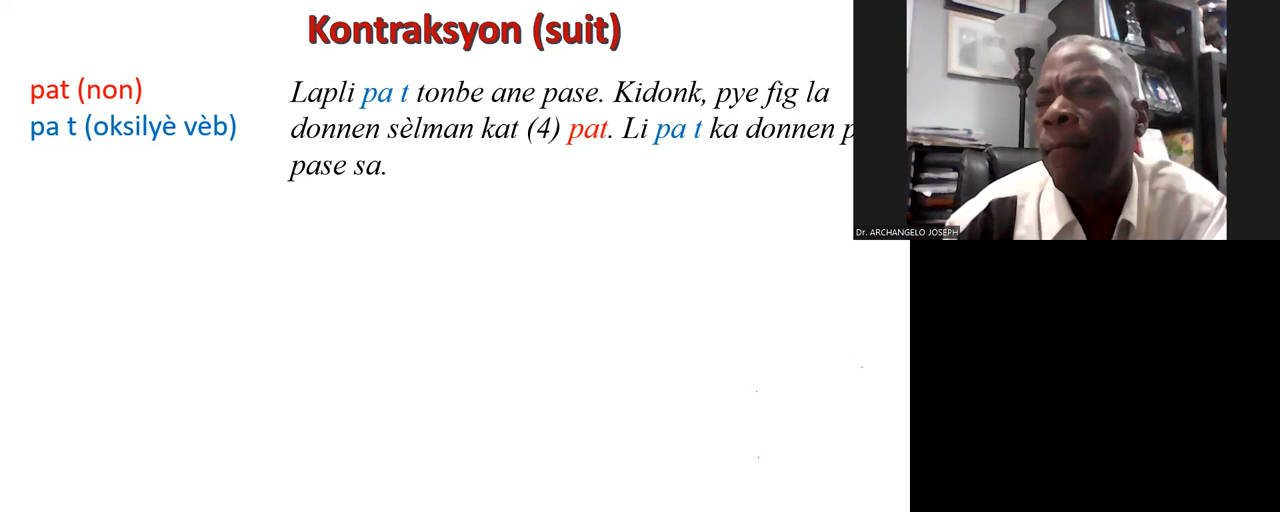 Kontraksyon (suit)
pat (non)
pa t (oksilyè vèb)
Lapli pa t tonbe ane pase. Kidonk, pye fig la
donnen sèlman kat (4) pat. Li pa t ka donnen
pase sa.
Dr. ARCHANGELO JOSEPH